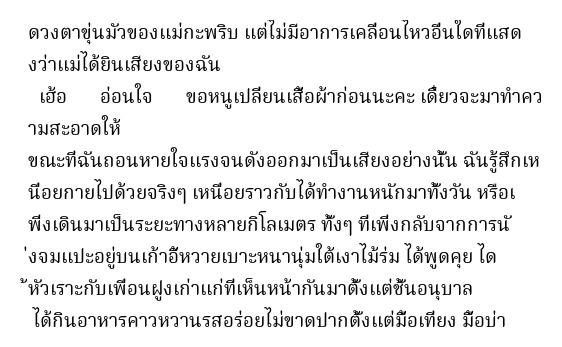 ดวงตาขุ่นมัวของแม่กะพริบ แต่ไม่มีอาการเคลื่อนไหวอื่นใดที่แสด
งว่าแม่ได้ยินเสียงของฉัน
เฮ้อ อ่อนใจ ขอหนูเปลี่ยนเสื้อผ้าก่อนนะคะ เดี๋ยวจะมาทำคว
ามสะอาดให้
ขณะที่ฉันถอนหายใจแรงจนดังออกมาเป็นเสียงอย่างนั้น ฉันรู้สึกเห
นื่อยกายไปด้วยจริงๆ เหนื่อยราวกับได้ทำงานหนักมาทั้งวัน หรือเ
พิ่งเดินมาเป็นระยะทางหลายกิโลเมตร ทั้งๆ ที่เพิ่งกลับจากการนั
่งจมแปะอยู่บนเก้าอี้หวายเบาะหนานุ่มใต้เงาไม้ร่ม ได้พูดคุย ได
้หัวเราะกับเพื่อนฝูงเก่าแก่ที่เห็นหน้ากันมาตั้งแต่ชั้นอนุบาล
ได้กินอาหารคาวหวานรสอร่อยไม่ขาดปากตั้งแต่มื้อเที่ยง มื้อบ่า